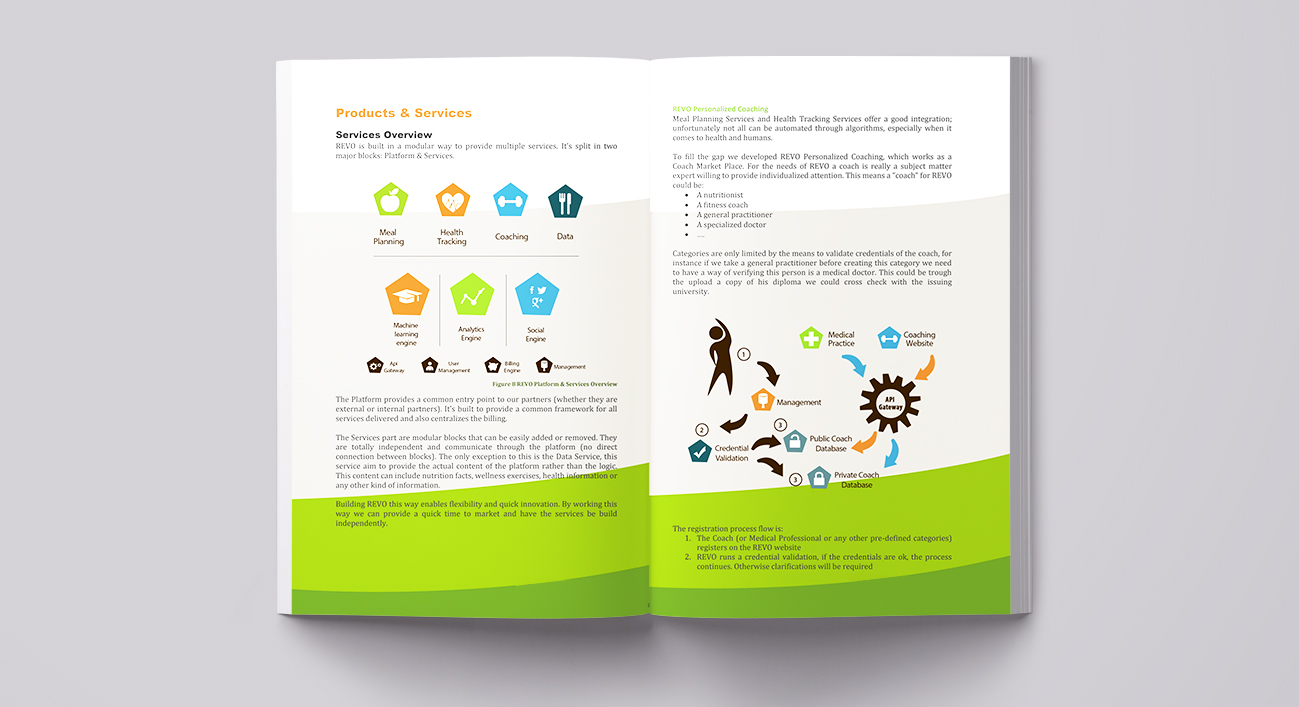 Products & Services
Services Overview
REVO is built in a modular way to provide multiple services. It's split in two
major blocks: Platform & Services.
Meal
Planning
Health
Tracking
Coaching
Data
Machine
learning
engine
Analytics
Engine
Social
Engine
Api
Gateway
User
Management
Billing
Engine
Management
Figure 8 REVO Platform & Services Overview
The Platform provides a common entry point to our partners (whether they are
external or internal partners). It's built to provide a common framework for all
services delivered and also centralizes the billing.
The Services part are modular blocks that can be easily added or removed. They
are totally independent and communicate through the platform (no direct
connection between blocks). The only exception to this is the Data Service, this
service aim to provide the actual content of the platform rather than the logic.
This content can include nutrition facts, wellness exercises, health information or
any other kind of information.
Building REVO this way enables flexibility and quick innovation. By working this
way we can provide a quick time to market and have the services be build
independently.
REVO Personalized Coaching
Meal Planning Services and Health Tracking Services offer a good integration;
unfortunately not all can be automated through algorithms, especially when it
comes to health and humans.
To fill the gap we developed REVO Personalized Coaching, which works as a
Coach Market Place. For the needs of REVO a coach is really a subject matter
expert willing to provide individualized attention. This means a "coach" for REVO
could be:
• A nutritionist
• A fitness coach
• A general practitioner
• A specialized doctor
• ....
Categories are only limited by the means to validate credentials of the coach, for
instance if we take a general practitioner before creating this category we need
to have a way of verifying this person is a medical doctor. This could be trough
the upload a copy of his diploma we could cross check with the issuing
university.
1
Medical
Practice
Coaching
Website
Management
API
Gateway
2
Credential
Validation
3
Public Coach
Database
3
Private Coach
Database
The registration process flow is:
1. The Coach (or Medical Professional or any other pre-defined categories)
registers on the REVO website
2. REVO runs a credential validation, if the credentials are ok, the process
continues. Otherwise clarifications will be required